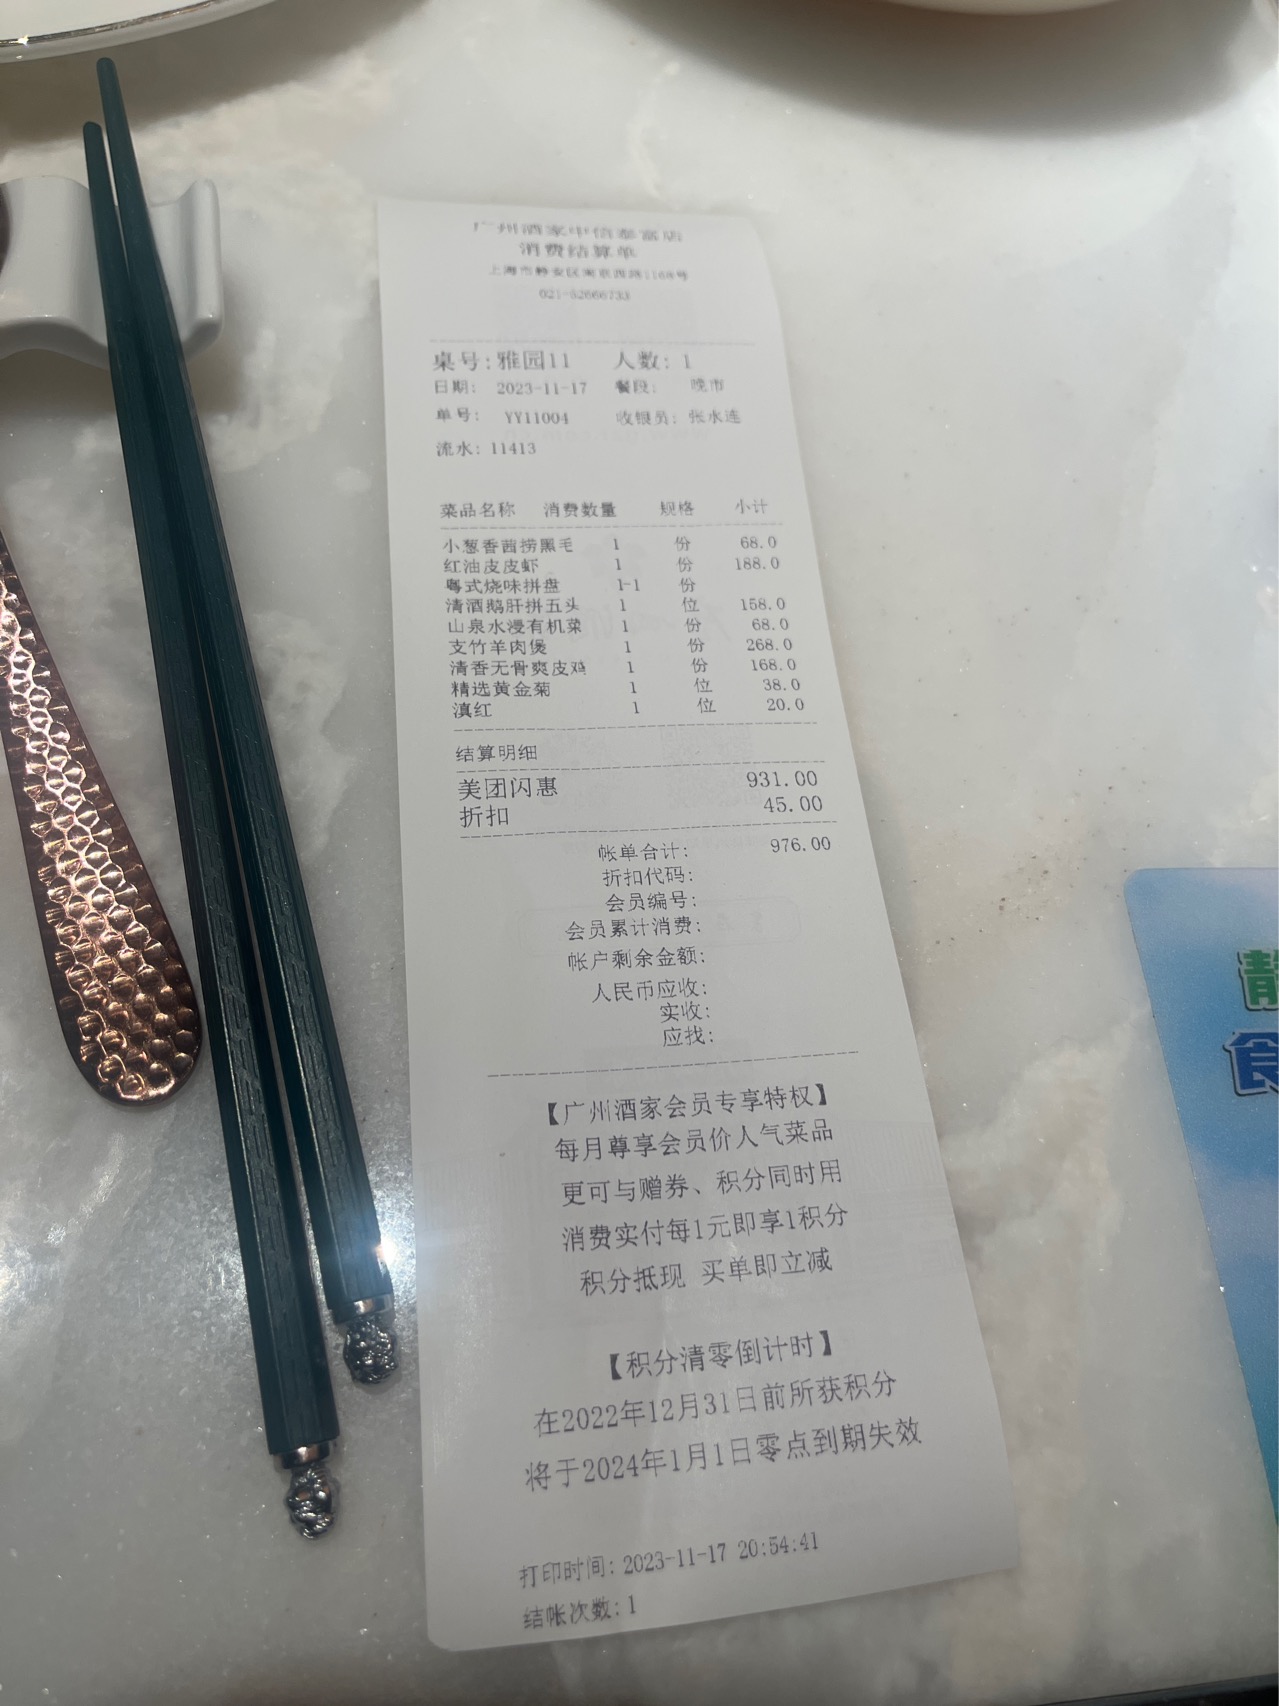 广州酒家中信泰富店
消费结算单
上海市静安区南京西路1168号
021-52666733
桌号:雅园11 人数: 1
日期: 2023-11-17 餐段: 晚市
单号: YY11004 收银员: 张水连
流水: 11413
菜品名称 消费数量 规格 小计
小葱香茜捞黑毛 1 份 68.0
红油皮皮虾 1 份 188.0
粤式烧味拼盘 1-1 份
清酒鹅肝拼五头 1 位 158.0
山泉水浸有机菜 1 份 68.0
支竹羊肉煲 1 份 268.0
清香无骨爽皮鸡 1 份 168.0
精选黄金菊 1 位 38.0
滇红 1 位 20.0
结算明细
美团闪惠 931.00
折扣 45.00
帐单合计: 976.00
折扣代码:
会员编号:
会员累计消费:
帐户剩余金额:
人民币应收:
实收:
应找:
【广州酒家会员专享特权】
每月尊享会员价人气菜品
更可与赠券、积分同时用
消费实付每1元即享1积分
积分抵现 买单即立减
【积分清零倒计时】
在2022年12月31日前所获积分
将于2024年1月1日零点到期失效
打印时间: 2023-11-17 20:54:41
结帐次数: 1
食